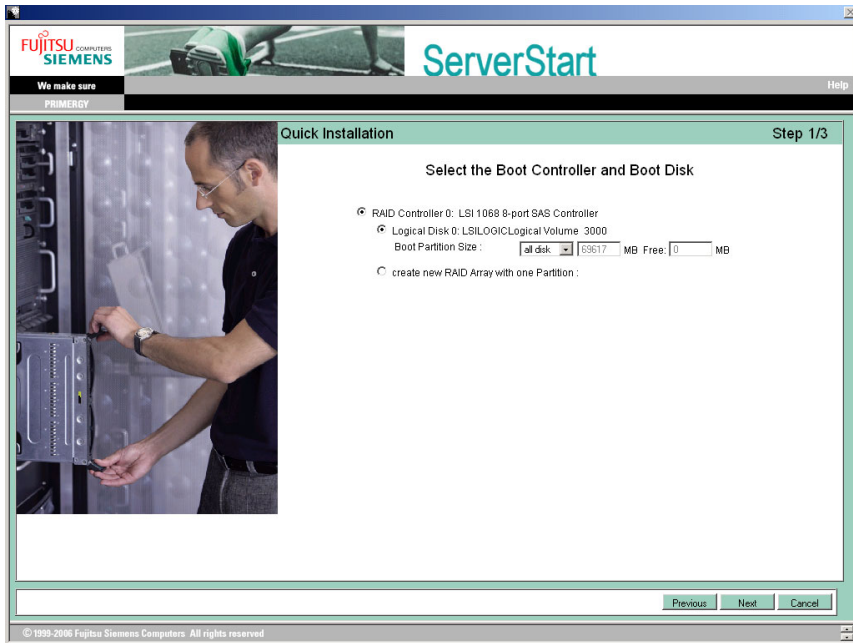 FUJITSU COMPUTERS
SIEMENS
ServerStart
We make sure
Help
PRIMERGY
Quick Installation
Step 1/3
Select the Boot Controller and Boot Disk
RAID Controller 0: LSI 1068 8-port SAS Controller
Logical Disk 0: LSILOGICLogical Volume 3000
Boot Partition Size : all disk 69617 MB Free: 0 MB
create new RAID Array with one Partition :
Previous Next Cancel
© 1999-2006 Fujitsu Siemens Computers All rights reserved